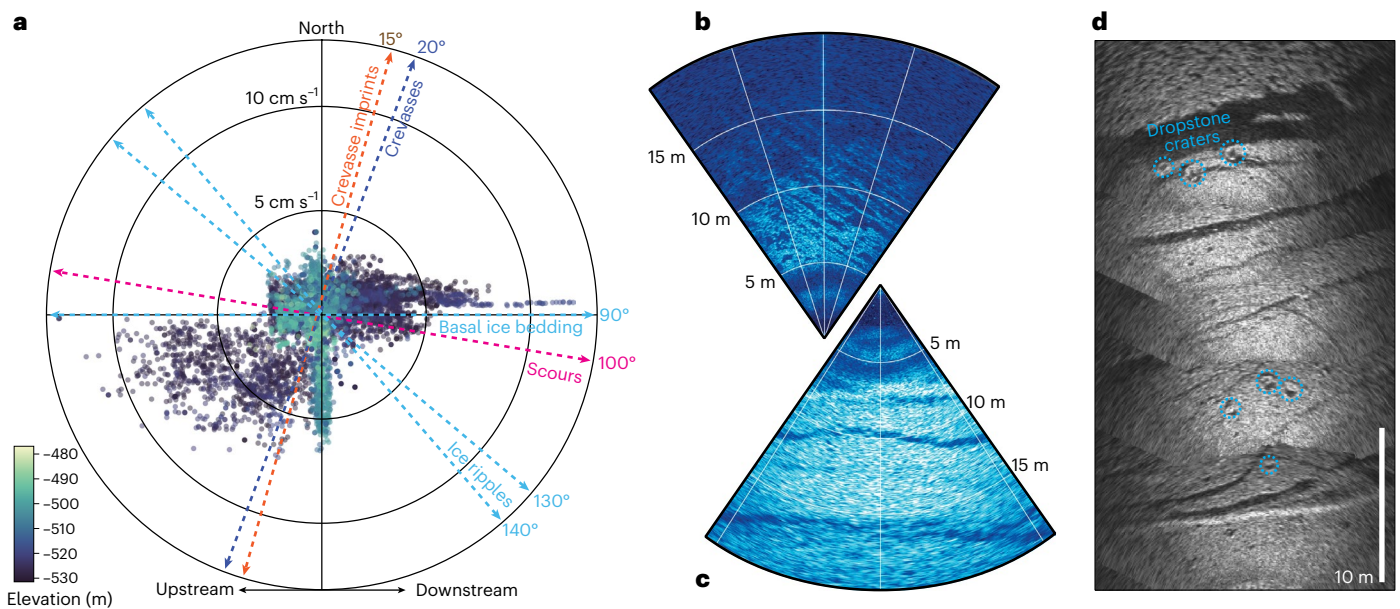 a
North
15°
20°
10 cm s⁻¹
Crevasse imprints
Crevasses
5 cm s⁻¹
90°
Basal ice bedding
100°
Scours
Ice ripples
130°
140°
–480
–490
–500
–510
–520
–530
Elevation (m)
Upstream
Downstream
b
15 m
10 m
5 m
5 m
10 m
15 m
c
d
Dropstone
craters
10 m